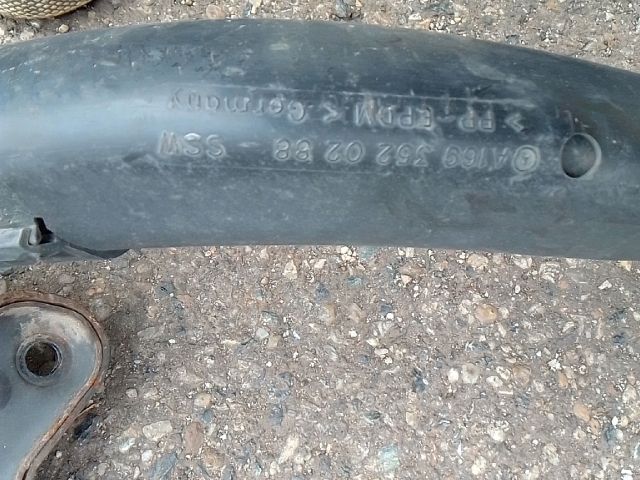 A169 352 02 88 - SSW
> PP - EPDM < Germany